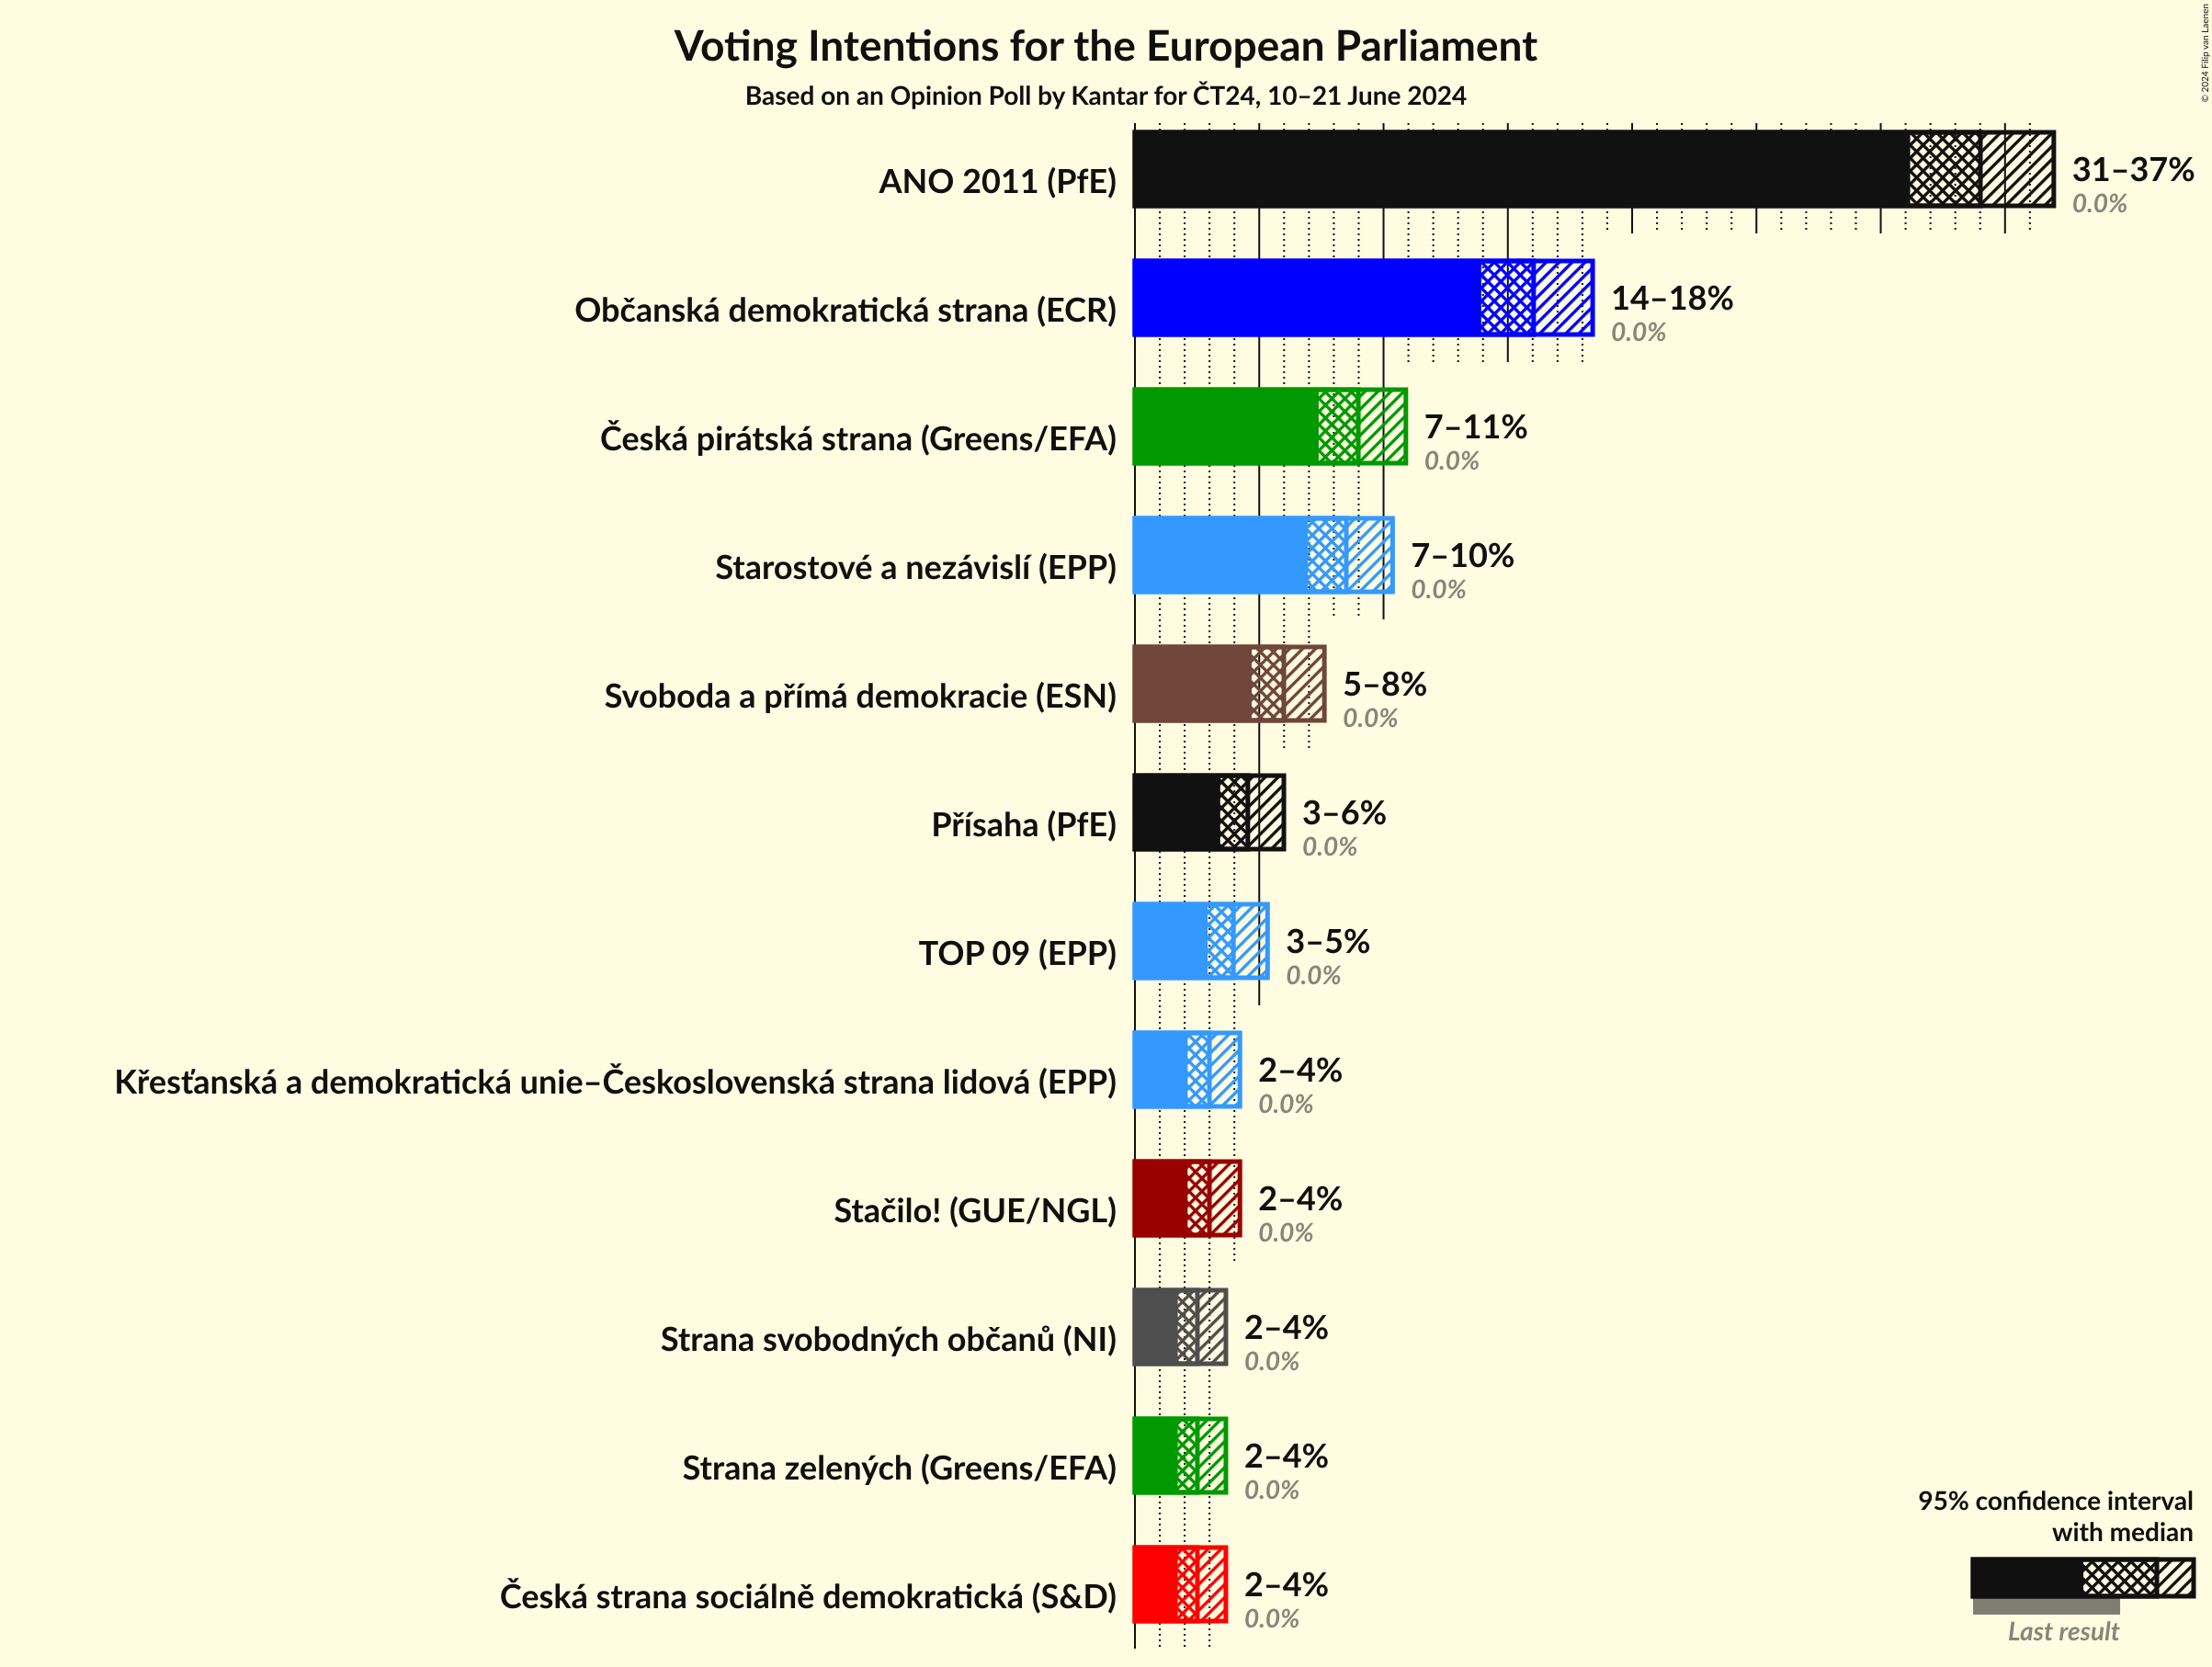 Voting Intentions for the European Parliament
Based on an Opinion Poll by Kantar for ČT24, 10–21 June 2024
© 2024 Filip van Laenen
ANO 2011 (PfE)
31–37%
0.0%
Občanská demokratická strana (ECR)
14–18%
0.0%
Česká pirátská strana (Greens/EFA)
7–11%
0.0%
Starostové a nezávislí (EPP)
7–10%
0.0%
Svoboda a přímá demokracie (ESN)
5–8%
0.0%
Přísaha (PfE)
3–6%
0.0%
TOP 09 (EPP)
3–5%
0.0%
Křesťanská a demokratická unie–Československá strana lidová (EPP)
2–4%
0.0%
Stačilo! (GUE/NGL)
2–4%
0.0%
Strana svobodných občanů (NI)
2–4%
0.0%
Strana zelených (Greens/EFA)
2–4%
0.0%
Česká strana sociálně demokratická (S&D)
2–4%
0.0%
95% confidence interval
with median
Last result